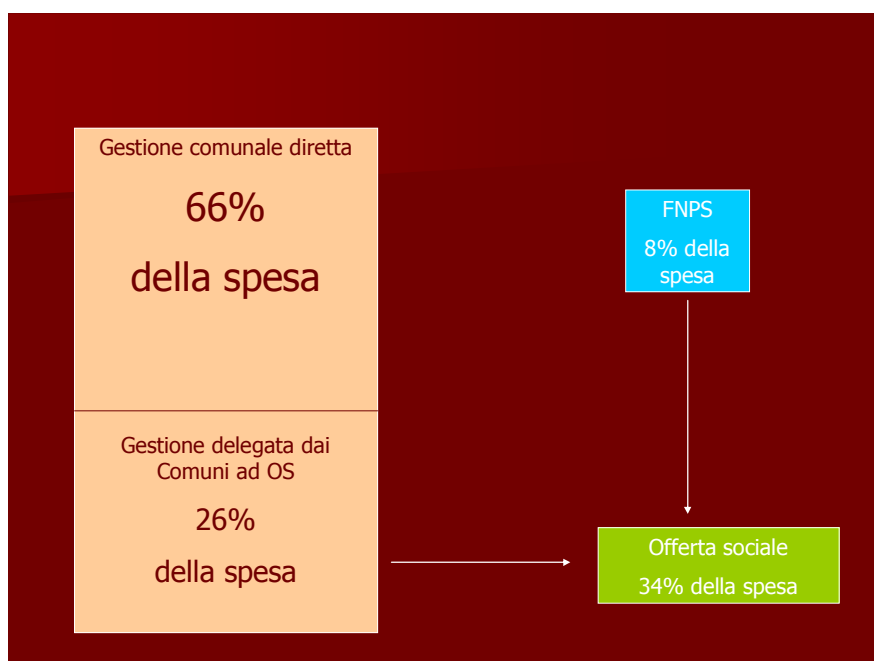 Gestione comunale diretta
66%
della spesa
Gestione delegata dai
Comuni ad OS
26%
della spesa
FNPS
8% della
spesa
Offerta sociale
34% della spesa